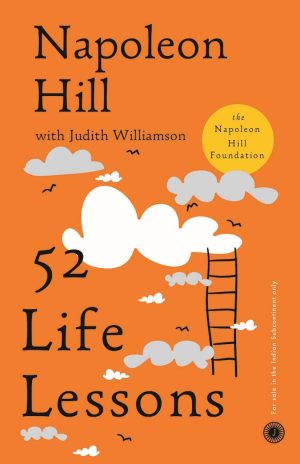 Napoleon
Hill
with Judith Williamson
the
Napoleon
Hill
Foundation
52
Life
Lessons
For sale in the Indian Subcontinent only